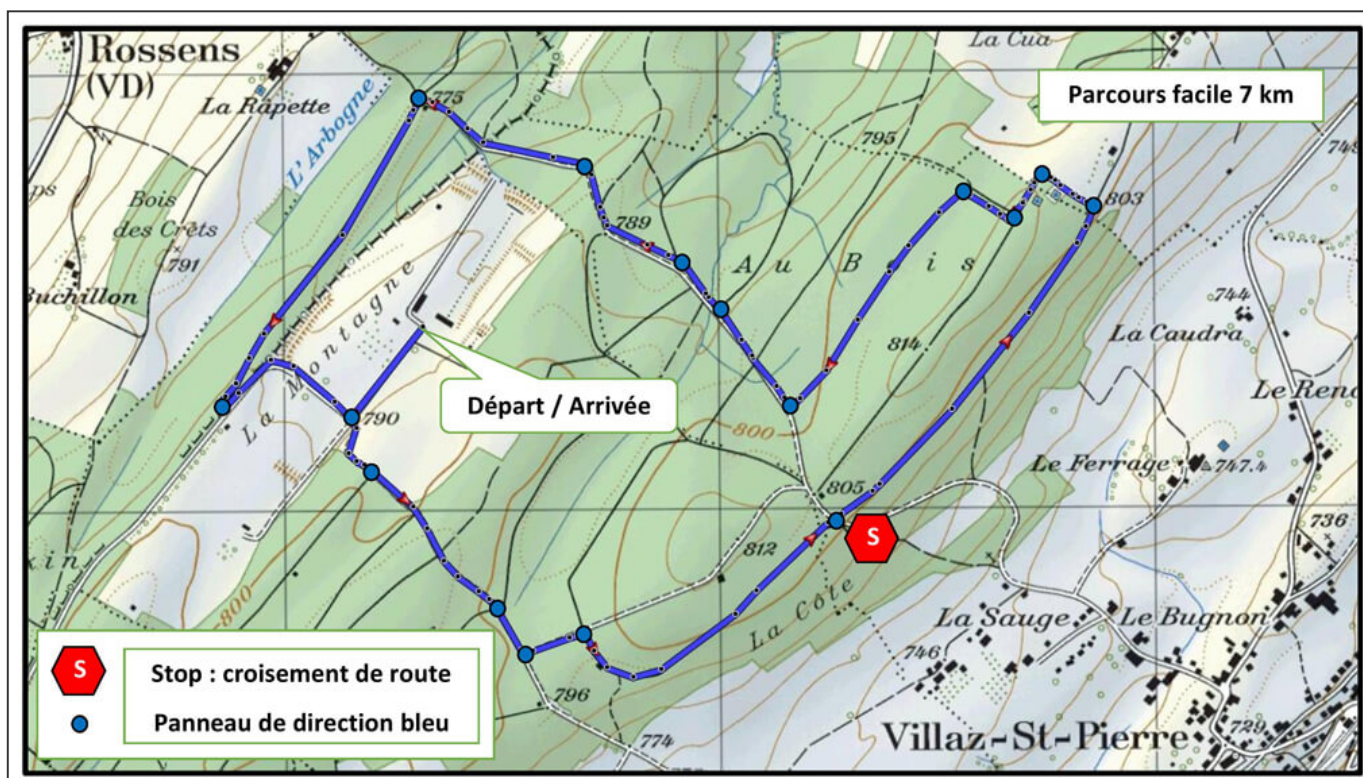 Rossens
(VD)
La Rapette
L'Arbogne
775
La Cua
Parcours facile 7 km
795
803
Bois
des Crêts
791
789
Au Bois
744
La Caudra
Buchillon
La Montagne
814
Départ / Arrivée
790
800
Le Ferrage
747.4
805
S
812
736
La Côte
800
La Sauge
Le Bugnon
746
S
Stop : croisement de route
Panneau de direction bleu
796
774
Villaz-St-Pierre
729